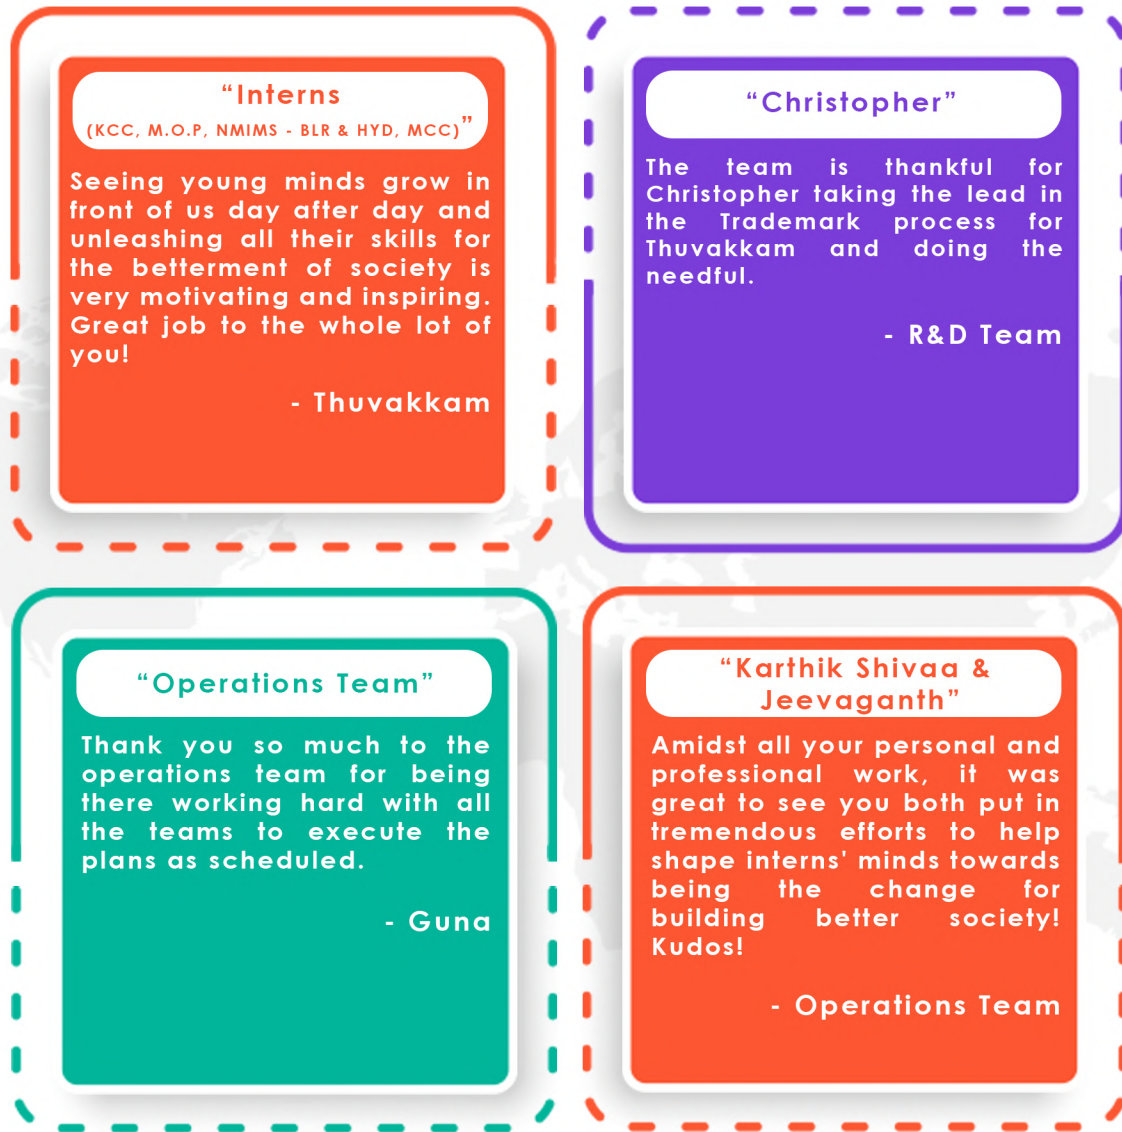 “Interns
(KCC, M.O.P, NMIMS - BLR & HYD, MCC)”
Seeing young minds grow in
front of us day after day and
unleashing all their skills for
the betterment of society is
very motivating and inspiring.
Great job to the whole lot of
you!
- Thuvakkam
“Christopher”
The team is thankful for
Christopher taking the lead in
the Trademark process for
Thuvakkam and doing the
needful.
- R&D Team
“Operations Team”
Thank you so much to the
operations team for being
there working hard with all
the teams to execute the
plans as scheduled.
- Guna
“Karthik Shivaa &
Jeevaganth”
Amidst all your personal and
professional work, it was
great to see you both put in
tremendous efforts to help
shape interns' minds towards
being the change for
building better society!
Kudos!
- Operations Team